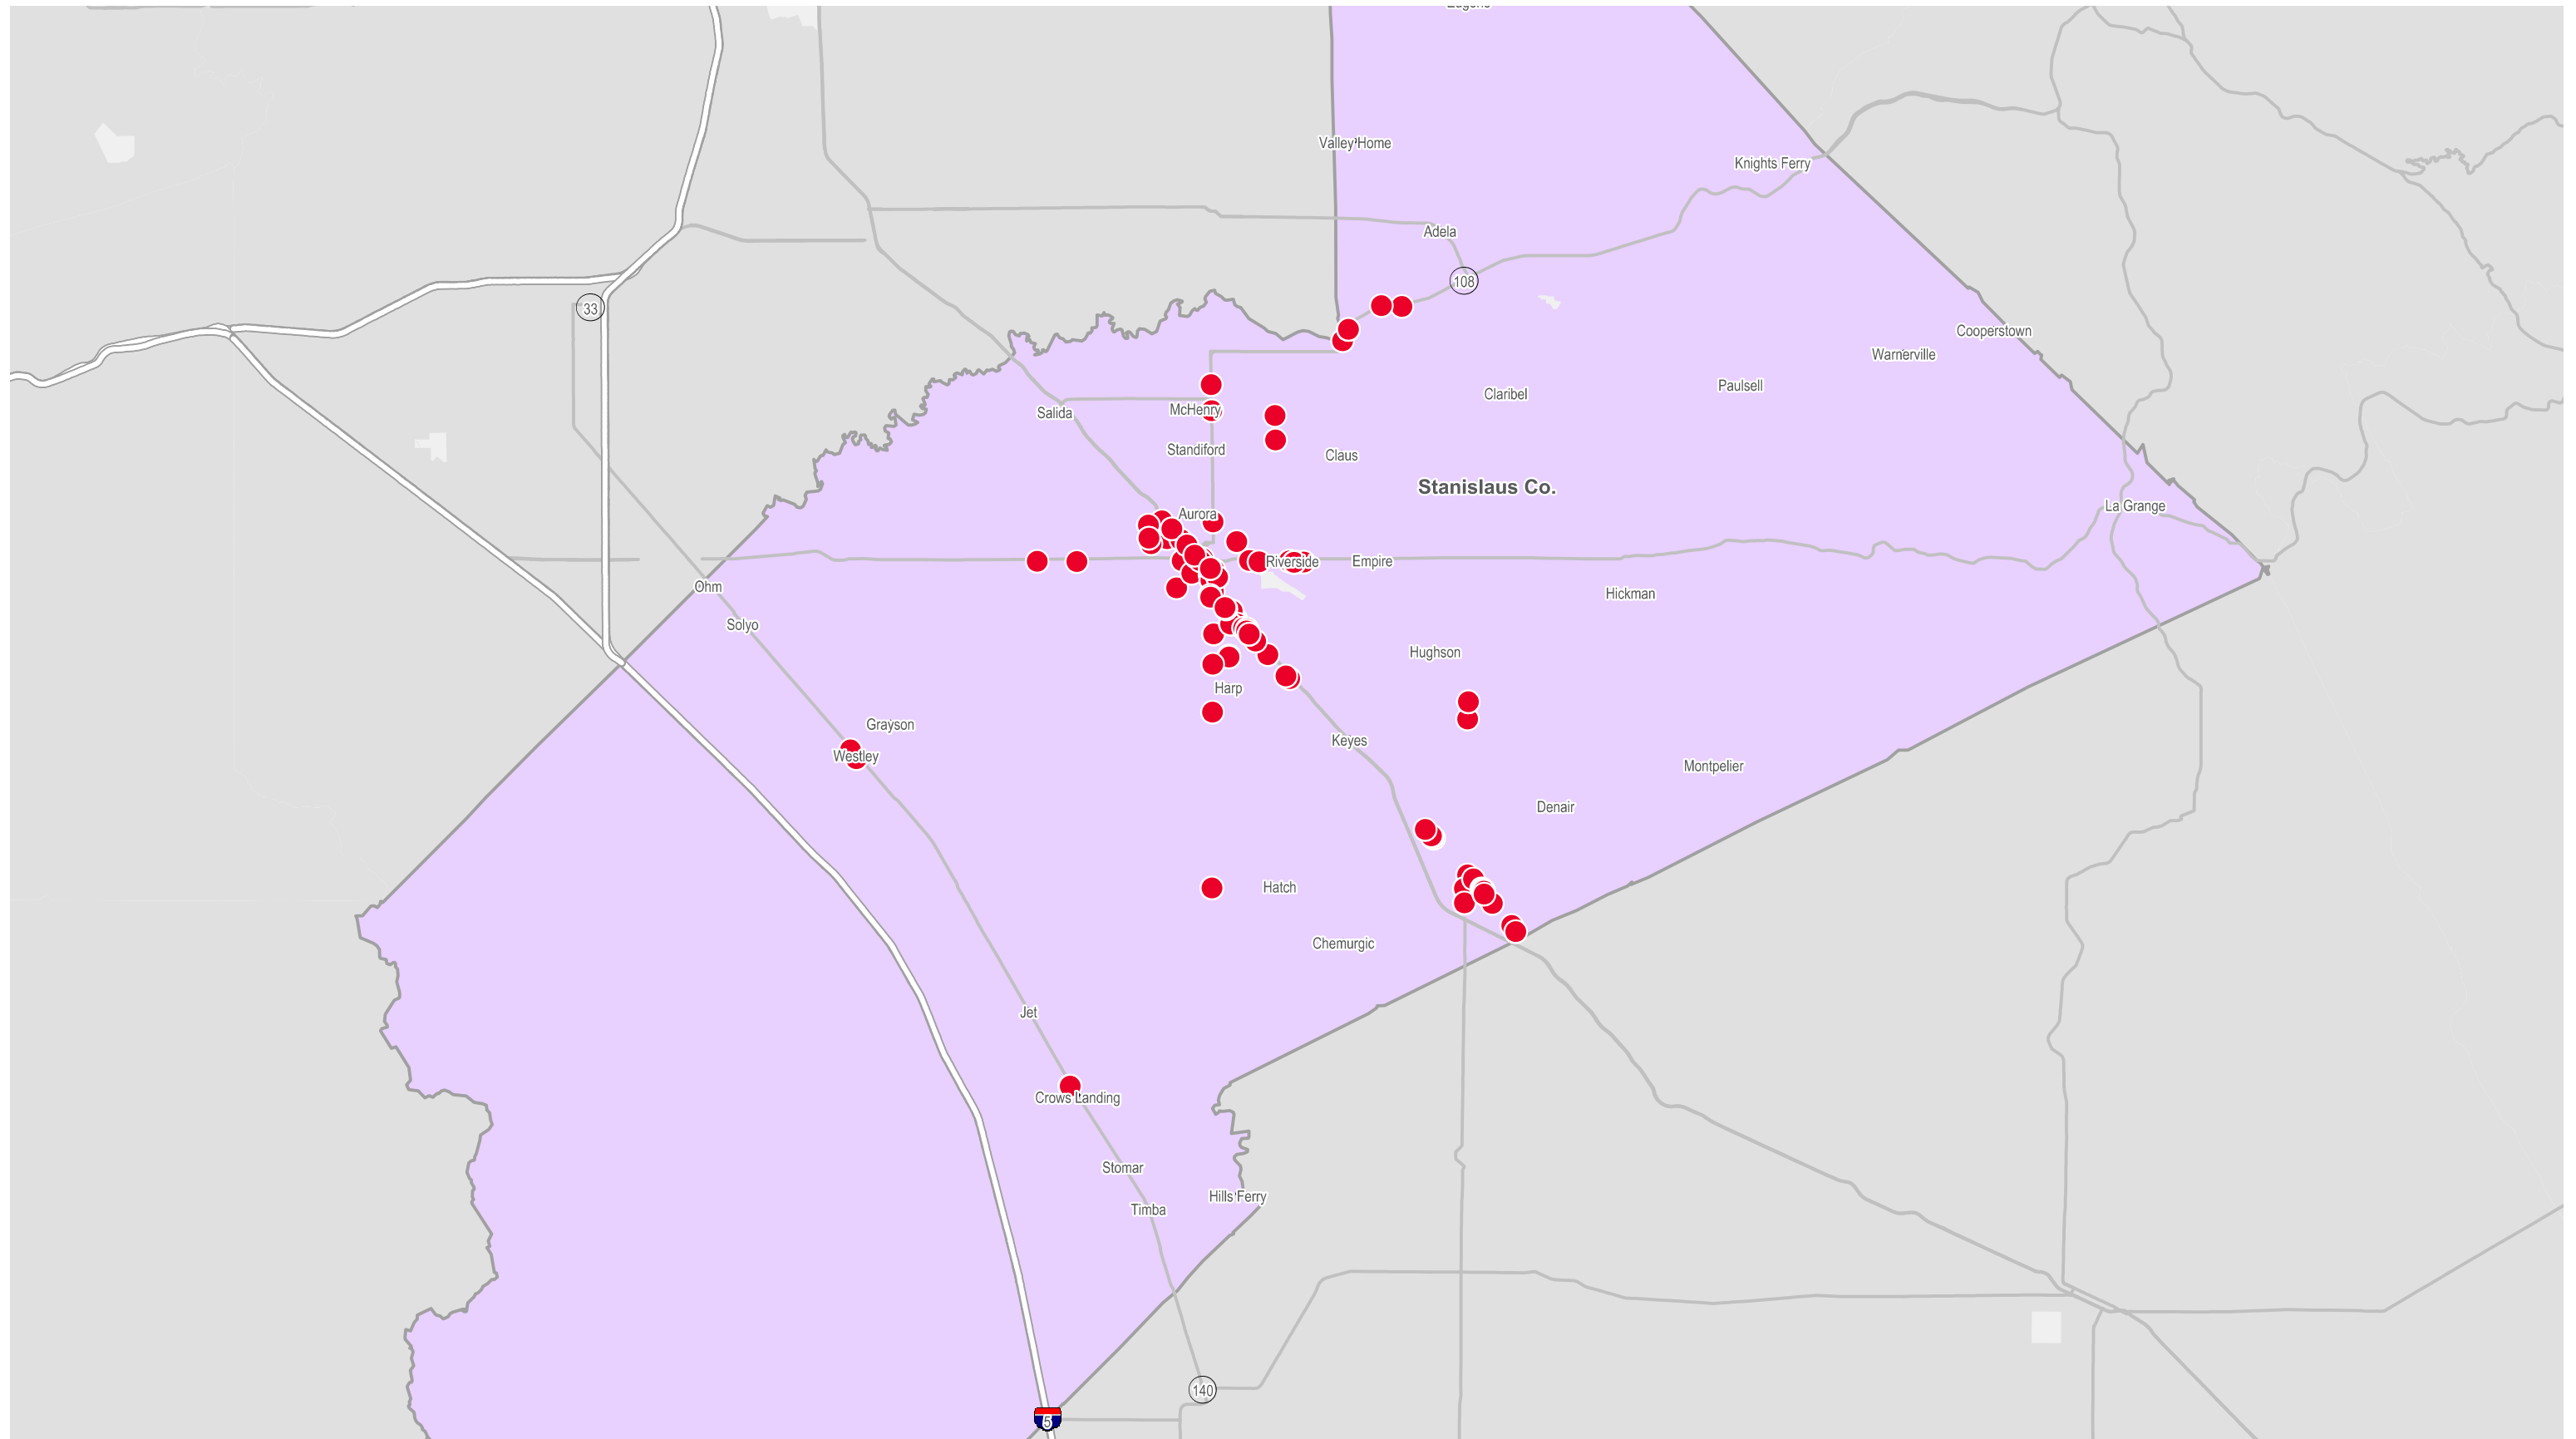 Eugene
Valley Home
Knights Ferry
Adela
108
33
Cooperstown
Warnerville
Paulsell
Claribel
McHenry
Salida
Standiford
Claus
Stanislaus Co.
La Grange
Aurora
Riverside
Empire
Ohm
Hickman
Solyo
Hughson
Harp
Grayson
Keyes
Westley
Montpelier
Denair
Hatch
Chemurgic
Jet
Crows Landing
Stomar
Hills Ferry
Timba
140
5